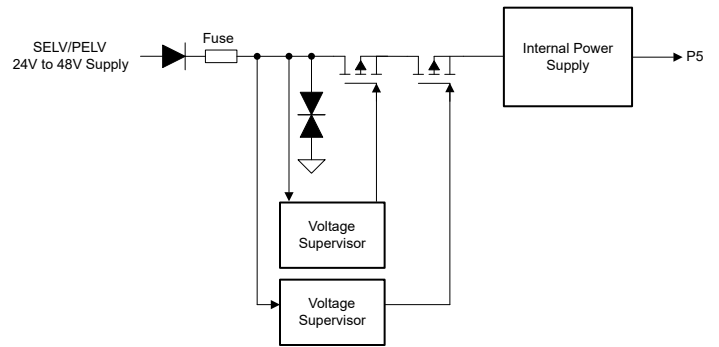 SELV/PELV
24V to 48V Supply
Fuse
Internal Power
Supply
P5
Voltage
Supervisor
Voltage
Supervisor